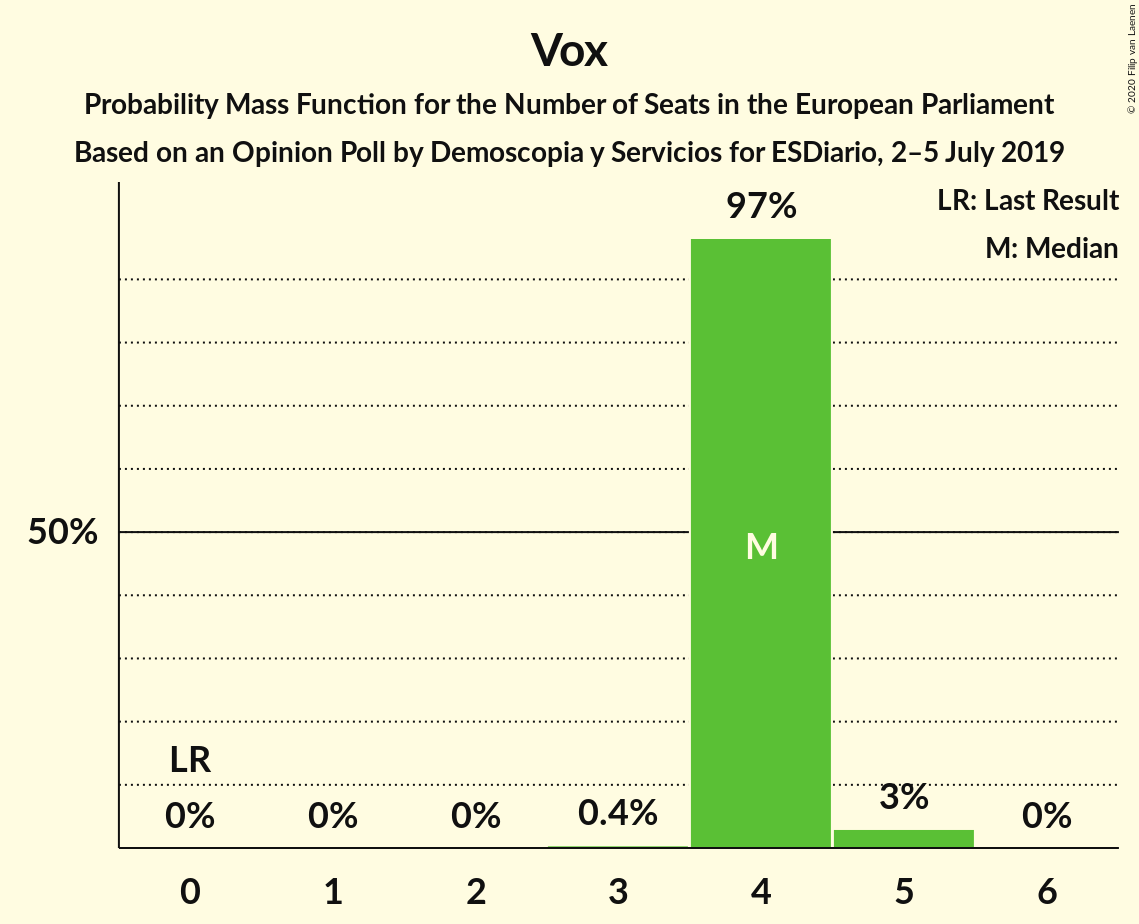 Vox
Probability Mass Function for the Number of Seats in the European Parliament
Based on an Opinion Poll by Demoscopia y Servicios for ESDiario, 2–5 July 2019
© 2020 Filip van Laenen
LR: Last Result
M: Median
97%
50%
M
LR
0%
0%
0%
0.4%
3%
0%
0
1
2
3
4
5
6